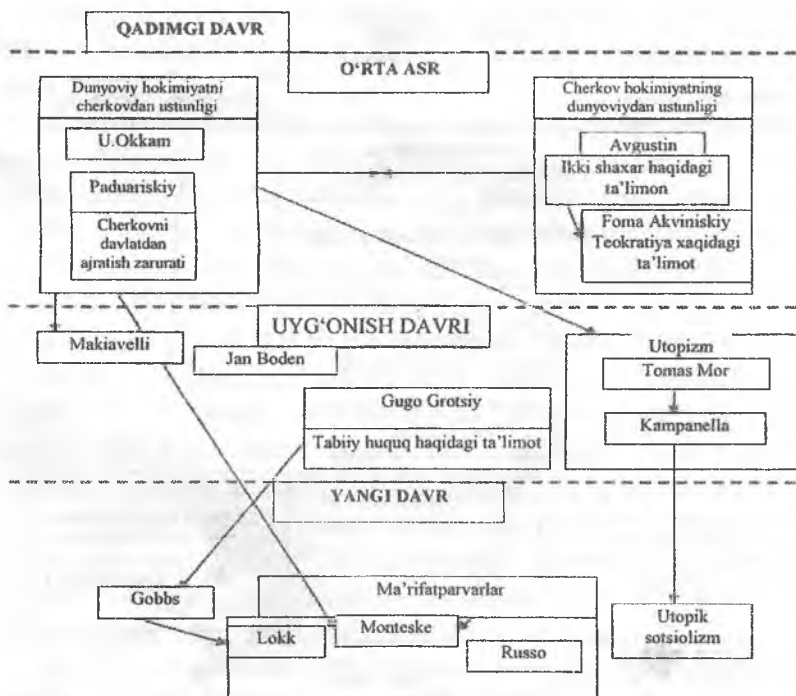 QADIMGI DAVR
O‘RTA ASR
Dunyoviy hokimiyatni
cherkovdan ustunligi
U.Okkam
Paduariskiy
Cherkovni
davlatdan
ajratish zarurati
Cherkov hokimiyatning
dunyoviydan ustunligi
Avgustin
Ikki shaxar haqidagi
ta’limon
Foma Akviniskiy
Teokratiya xaqidagi
ta’limot
UYG‘ONISH DAVRI
Makiavelli
Jan Boden
Utopizm
Tomas Mor
Kampanella
Gugo Grotsiy
Tabiiy huquq haqidagi ta’limot
YANGI DAVR
Gobbs
Ma’rifatparvarlar
Lokk
Monteske
Russo
Utopik
sotsiolizm